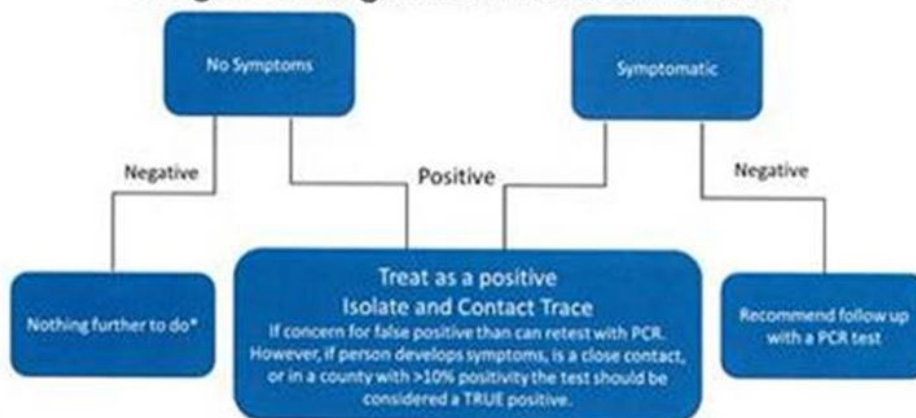 No Symptoms
Symptomatic
Negative
Positive
Negative
Nothing further to do*
Treat as a positive
Isolate and Contact Trace
If concern for false positive than can retest with PCR.
However, if person develops symptoms, is a close contact,
or in a county with >10% positivity the test should be
considered a TRUE positive.
Recommend follow up
with a PCR test